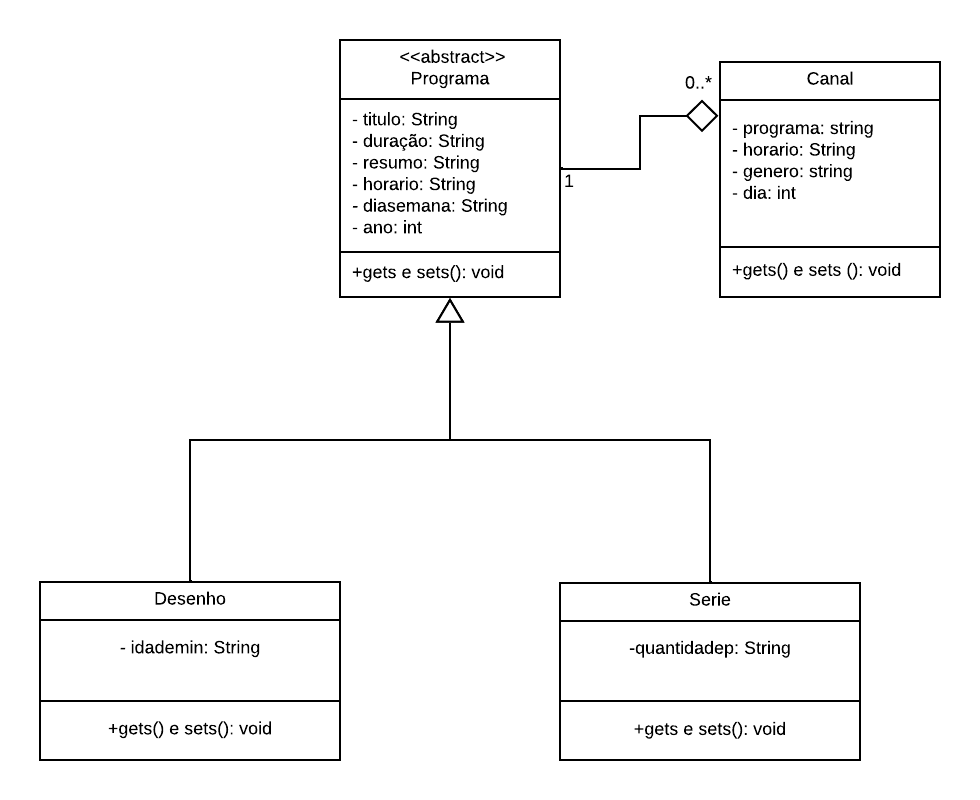 <<abstract>>
Programa
- titulo: String
- duração: String
- resumo: String
- horario: String
- diasemana: String
- ano: int
+gets e sets(): void
1
0..*
Canal
- programa: string
- horario: String
- genero: string
- dia: int
+gets() e sets (): void
Desenho
- idademin: String
+gets() e sets(): void
Serie
-quantidadep: String
+gets e sets(): void